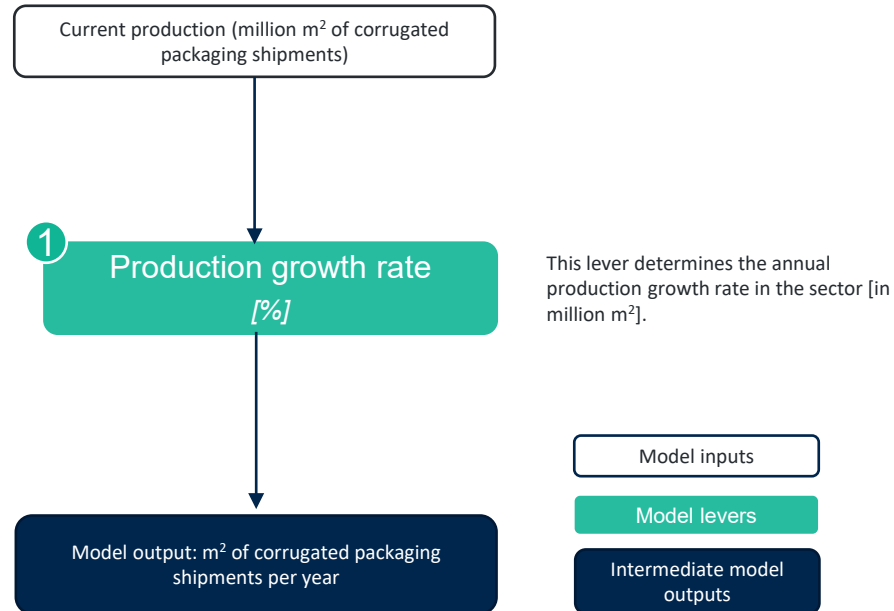 Current production (million m² of corrugated
packaging shipments)
1
Production growth rate
[%]
This lever determines the annual
production growth rate in the sector [in
million m²].
Model inputs
Model levers
Model output: m² of corrugated packaging
shipments per year
Intermediate model
outputs